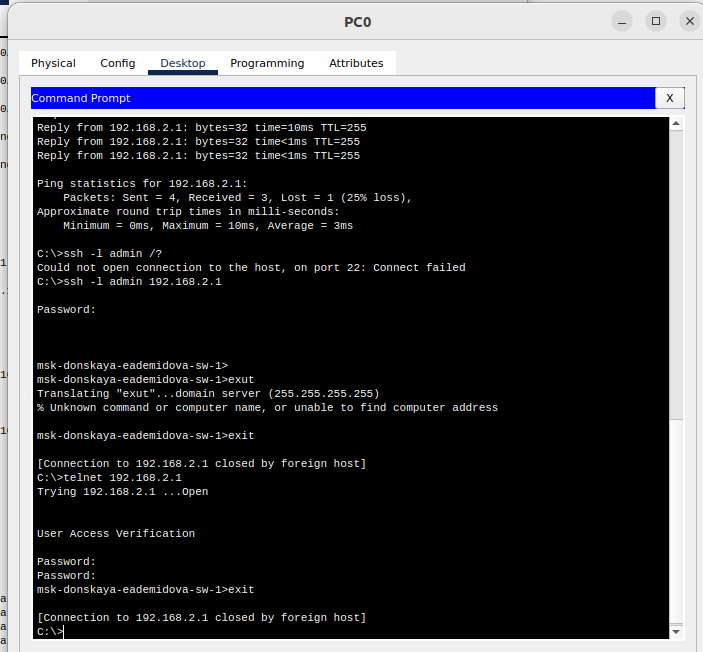 PC0
Physical Config Desktop Programming Attributes
Command Prompt X
Reply from 192.168.2.1: bytes=32 time=10ms TTL=255
Reply from 192.168.2.1: bytes=32 time<1ms TTL=255
Reply from 192.168.2.1: bytes=32 time<1ms TTL=255
Ping statistics for 192.168.2.1:
Packets: Sent = 4, Received = 3, Lost = 1 (25% loss),
Approximate round trip times in milli-seconds:
Minimum = 0ms, Maximum = 10ms, Average = 3ms
C:\>ssh -l admin /?
Could not open connection to the host, on port 22: Connect failed
C:\>ssh -l admin 192.168.2.1
Password:
msk-donskaya-eademidova-sw-1>
msk-donskaya-eademidova-sw-1>exut
Translating "exut"...domain server (255.255.255.255)
% Unknown command or computer name, or unable to find computer address
msk-donskaya-eademidova-sw-1>exit
[Connection to 192.168.2.1 closed by foreign host]
C:\>telnet 192.168.2.1
Trying 192.168.2.1 ...Open
User Access Verification
Password:
Password:
msk-donskaya-eademidova-sw-1>exit
[Connection to 192.168.2.1 closed by foreign host]
C:\>